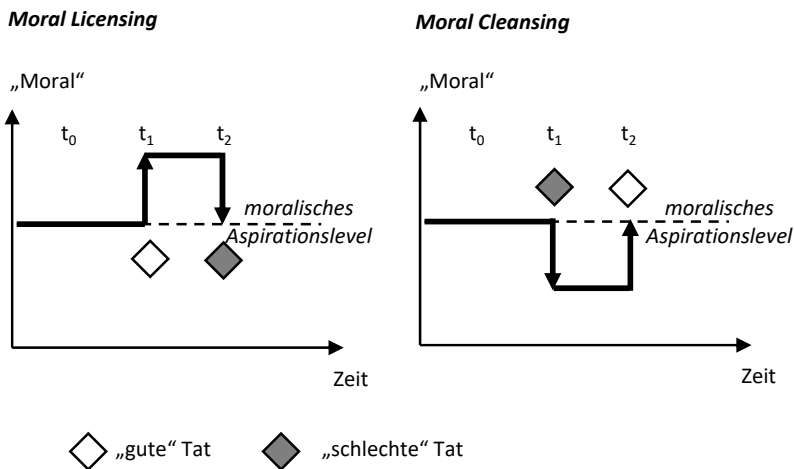 Moral Licensing
„Moral“
t0
t1
t2
moralisches
Aspirationslevel
Zeit
Moral Cleansing
„Moral“
t0
t1
t2
moralisches
Aspirationslevel
Zeit
„gute“ Tat
„schlechte“ Tat